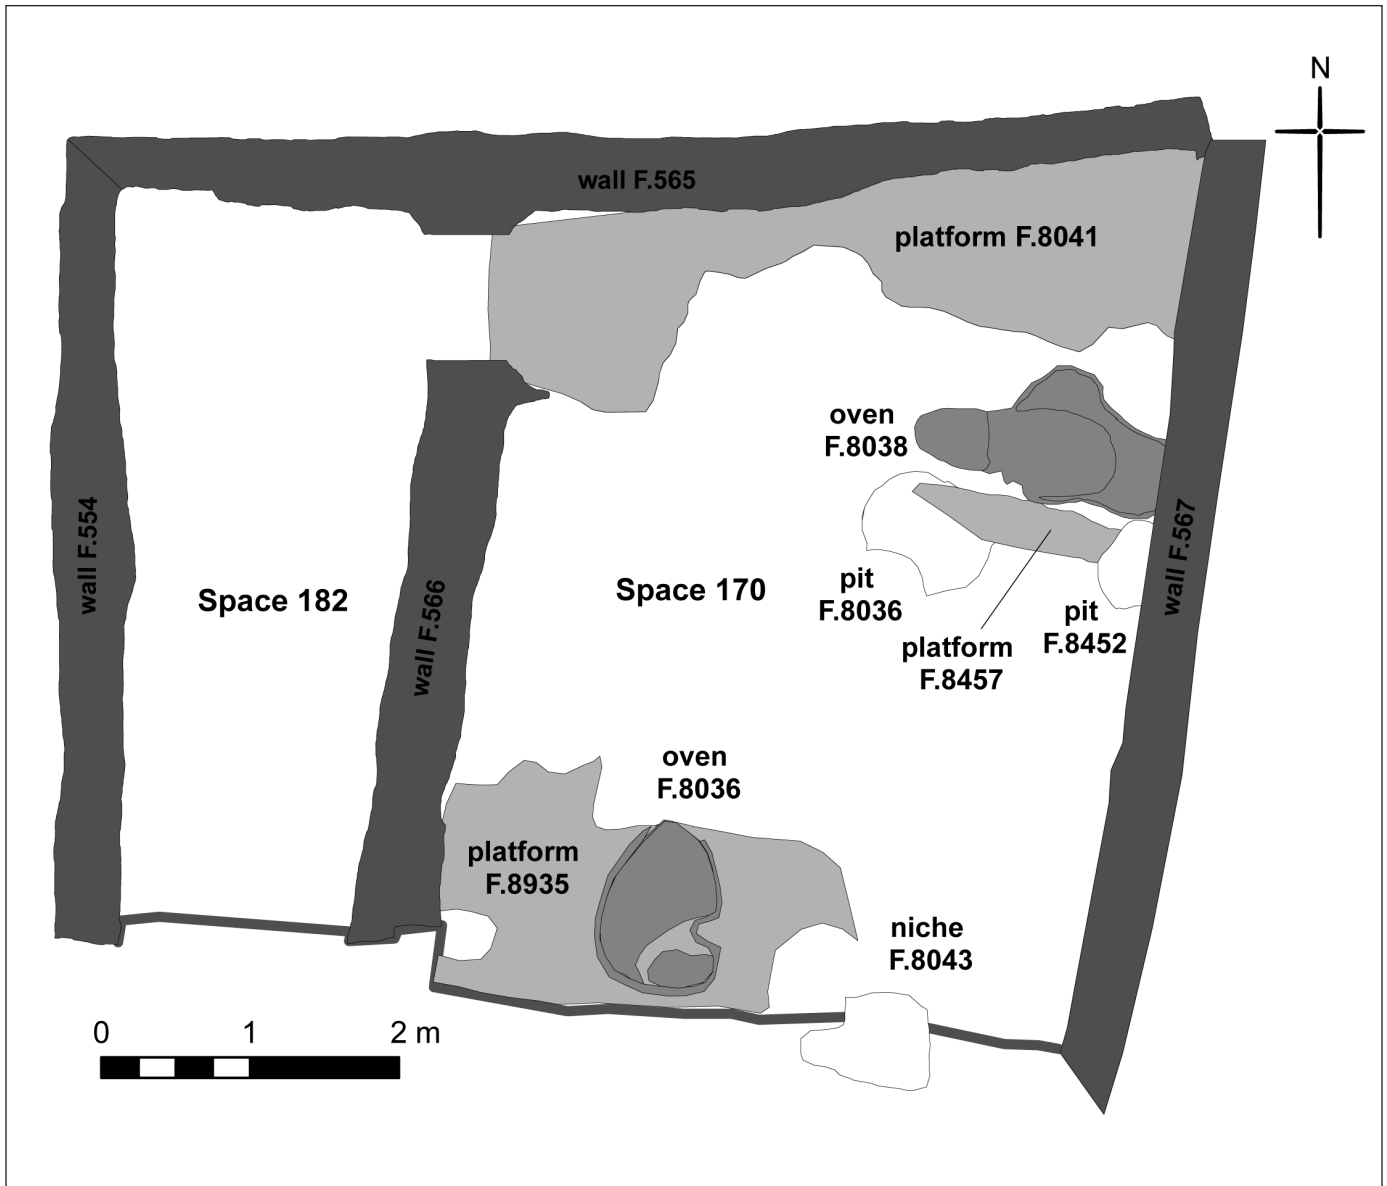 N
wall F.565
platform F.8041
oven
F.8038
wall F.554
wall F.567
Space 182
wall F.566
Space 170
pit
F.8036
pit
F.8452
platform
F.8457
oven
F.8036
platform
F.8935
niche
F.8043
0 1 2 m